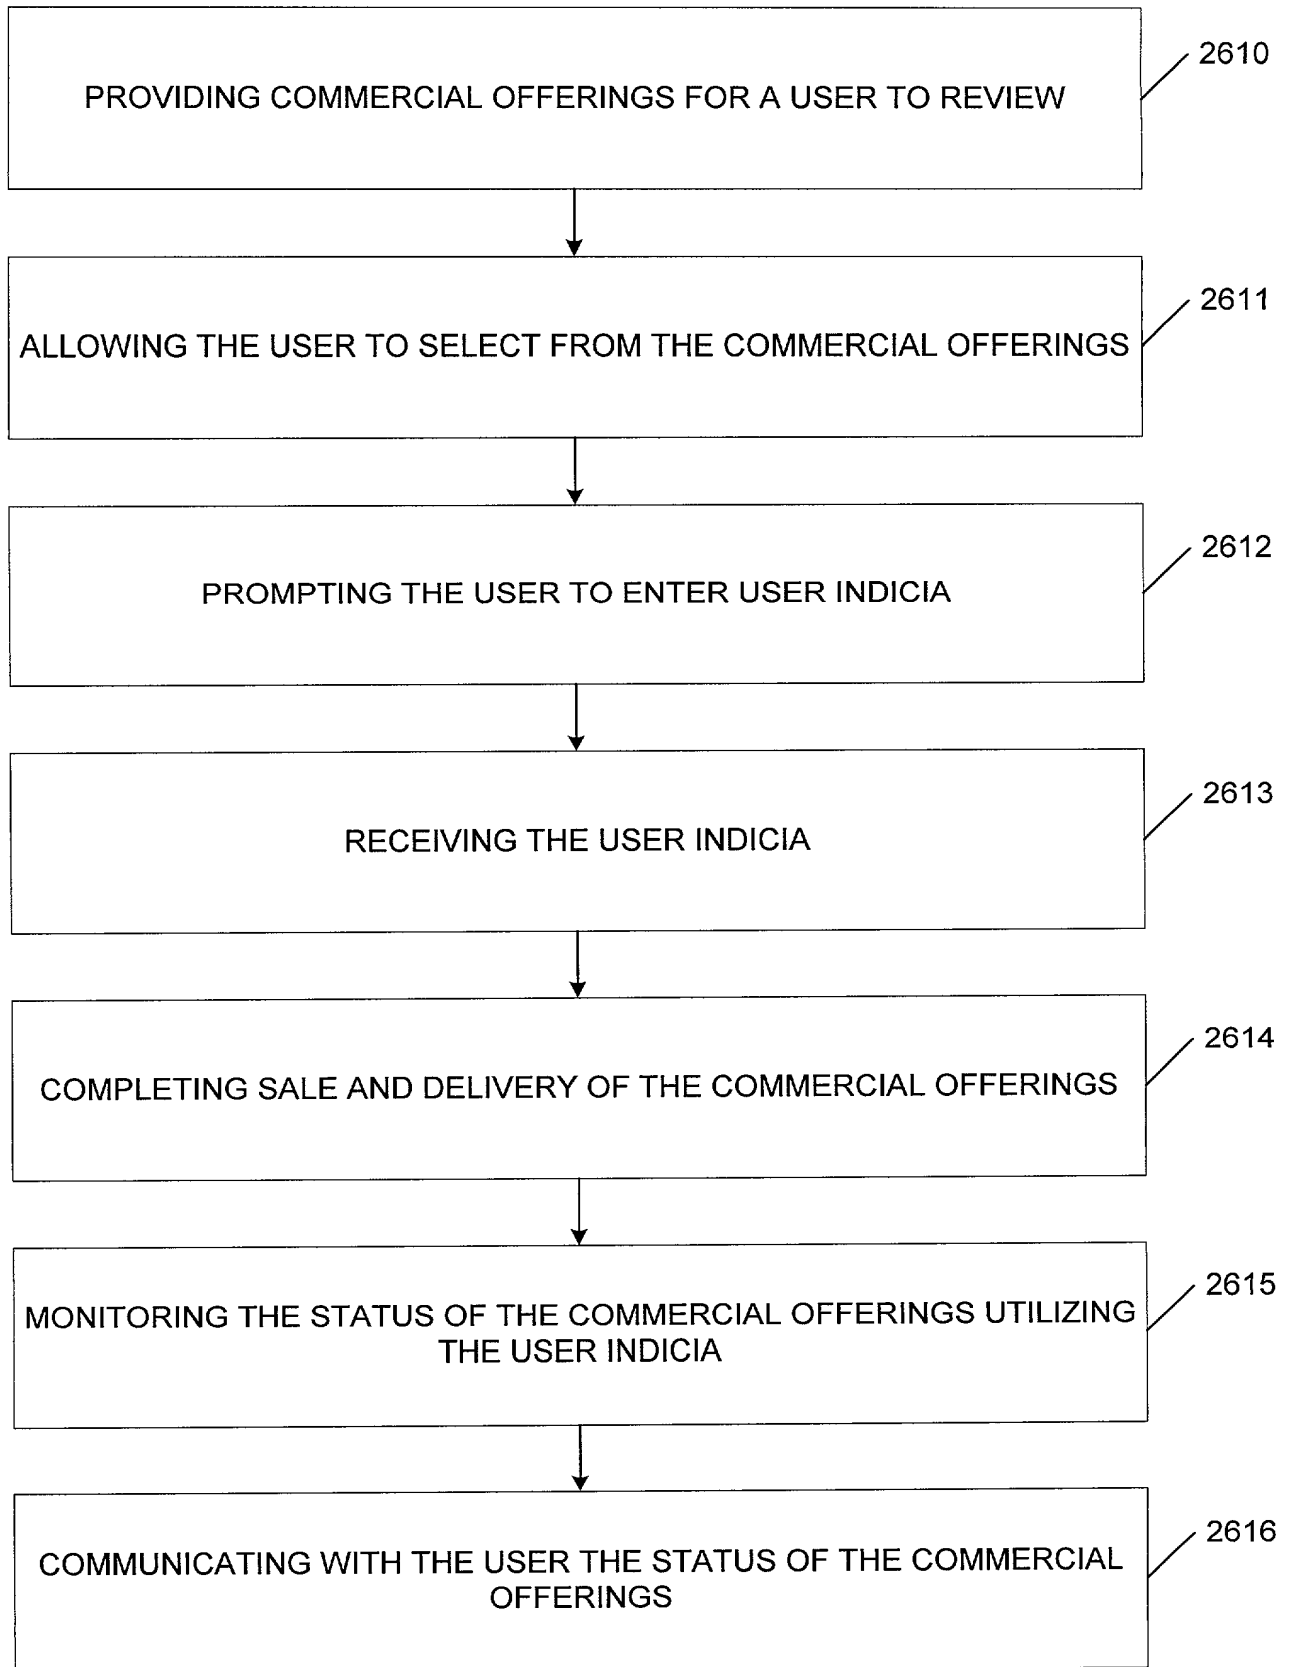 2610
PROVIDING COMMERCIAL OFFERINGS FOR A USER TO REVIEW
2611
ALLOWING THE USER TO SELECT FROM THE COMMERCIAL OFFERINGS
2612
PROMPTING THE USER TO ENTER USER INDICIA
2613
RECEIVING THE USER INDICIA
2614
COMPLETING SALE AND DELIVERY OF THE COMMERCIAL OFFERINGS
2615
MONITORING THE STATUS OF THE COMMERCIAL OFFERINGS UTILIZING
THE USER INDICIA
2616
COMMUNICATING WITH THE USER THE STATUS OF THE COMMERCIAL
OFFERINGS